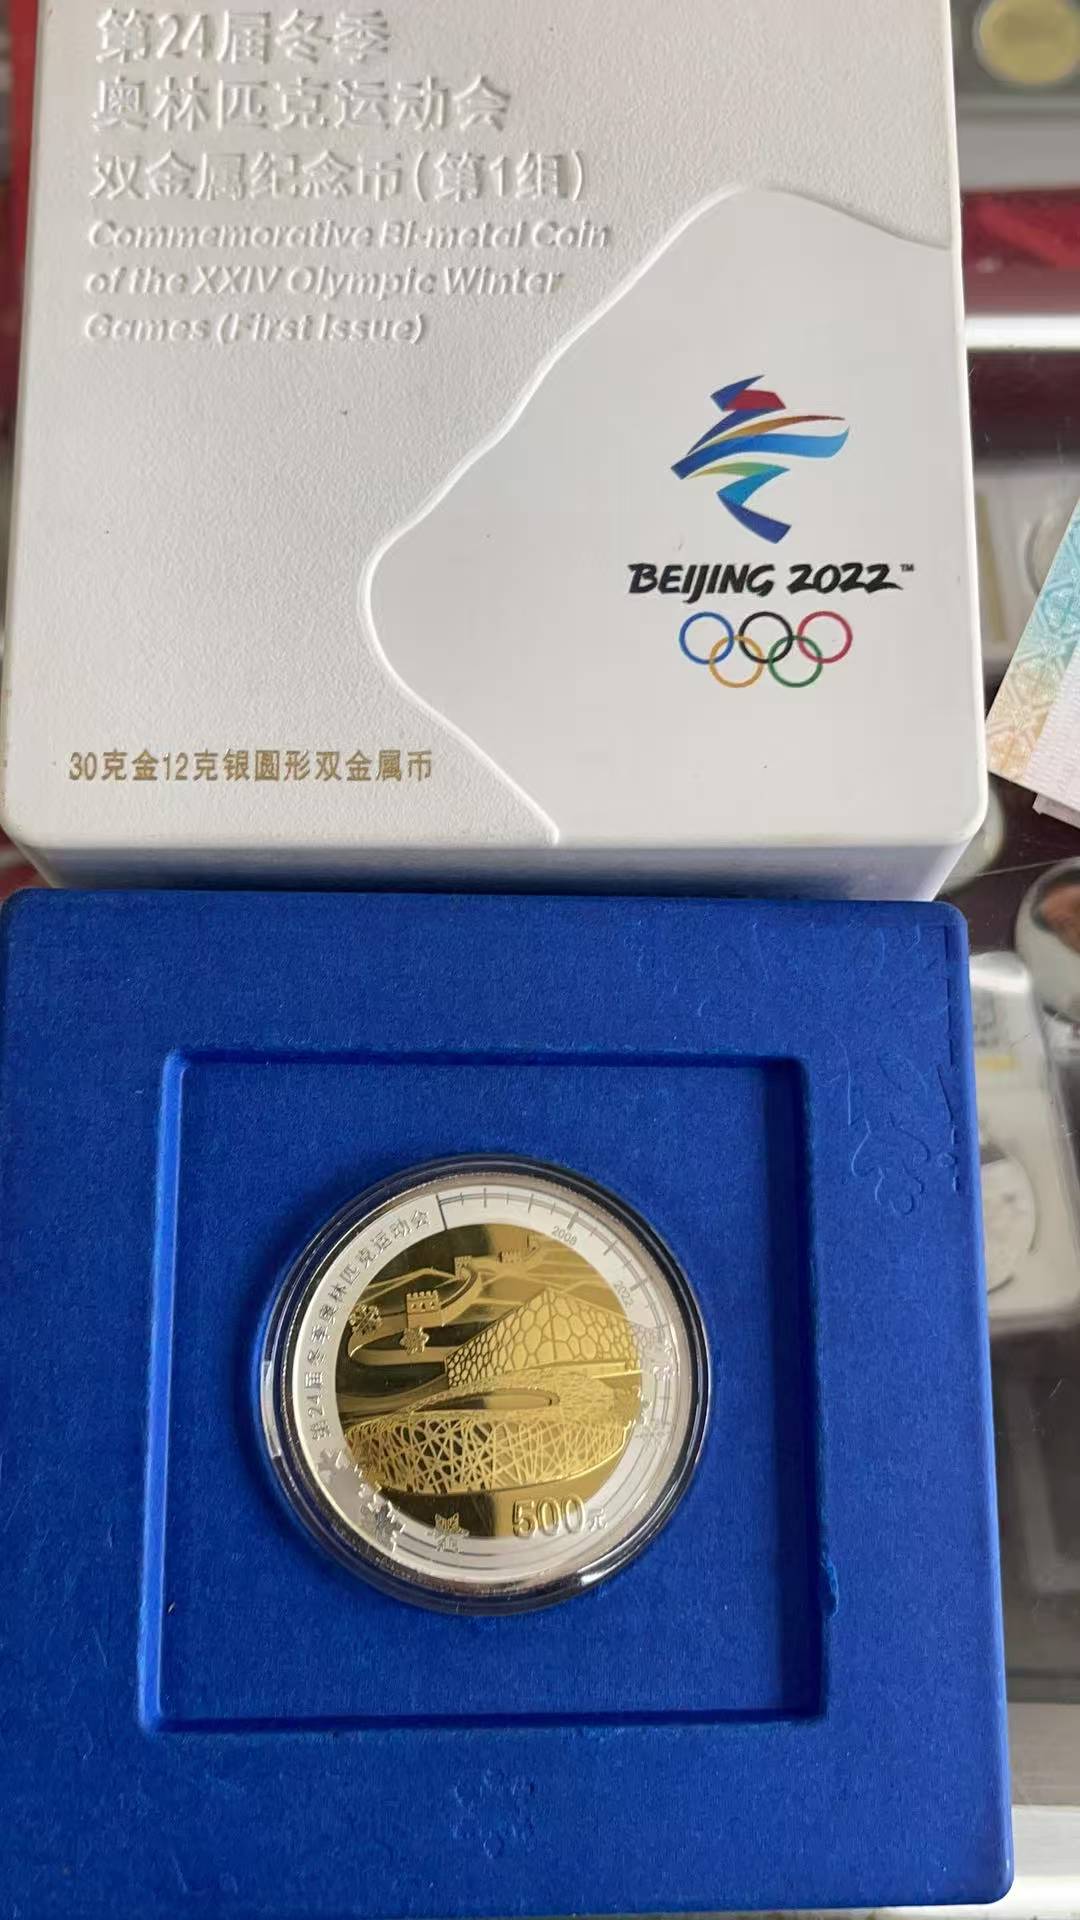 第24届冬季
奥林匹克运动会
双金属纪念币(第1组)
Commemorative Bi-metal Coin
of the XXIV Olympic Winter
Games (First Issue)
BEIJING 2022™
30克金12克银圆形双金属币
第24届冬季奥林匹克运动会
2008
2022
500元